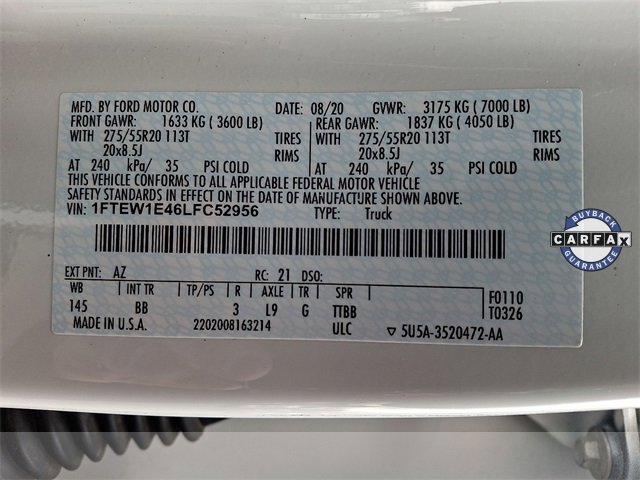 MFD. BY FORD MOTOR CO. DATE: 08/20 GVWR: 3175 KG ( 7000 LB)
FRONT GAWR: 1633 KG ( 3600 LB) REAR GAWR: 1837 KG ( 4050 LB)
WITH 275/55R20 113T TIRES WITH 275/55R20 113T TIRES
20x8.5J RIMS 20x8.5J RIMS
AT 240 kPa/ 35 PSI COLD AT 240 kPa/ 35 PSI COLD
THIS VEHICLE CONFORMS TO ALL APPLICABLE FEDERAL MOTOR VEHICLE
SAFETY STANDARDS IN EFFECT ON THE DATE OF MANUFACTURE SHOWN ABOVE.
VIN: 1FTEW1E46LFC52956 TYPE: Truck
EXT PNT: AZ RC: 21 DSO:
WB INT TR TP/PS R AXLE TR SPR F0110
145 BB 3 L9 G TTBB T0326
MADE IN U.S.A. 2202008163214 ULC ▽ 5U5A-3520472-AA
BUYBACK
CARFAX
GUARANTEE